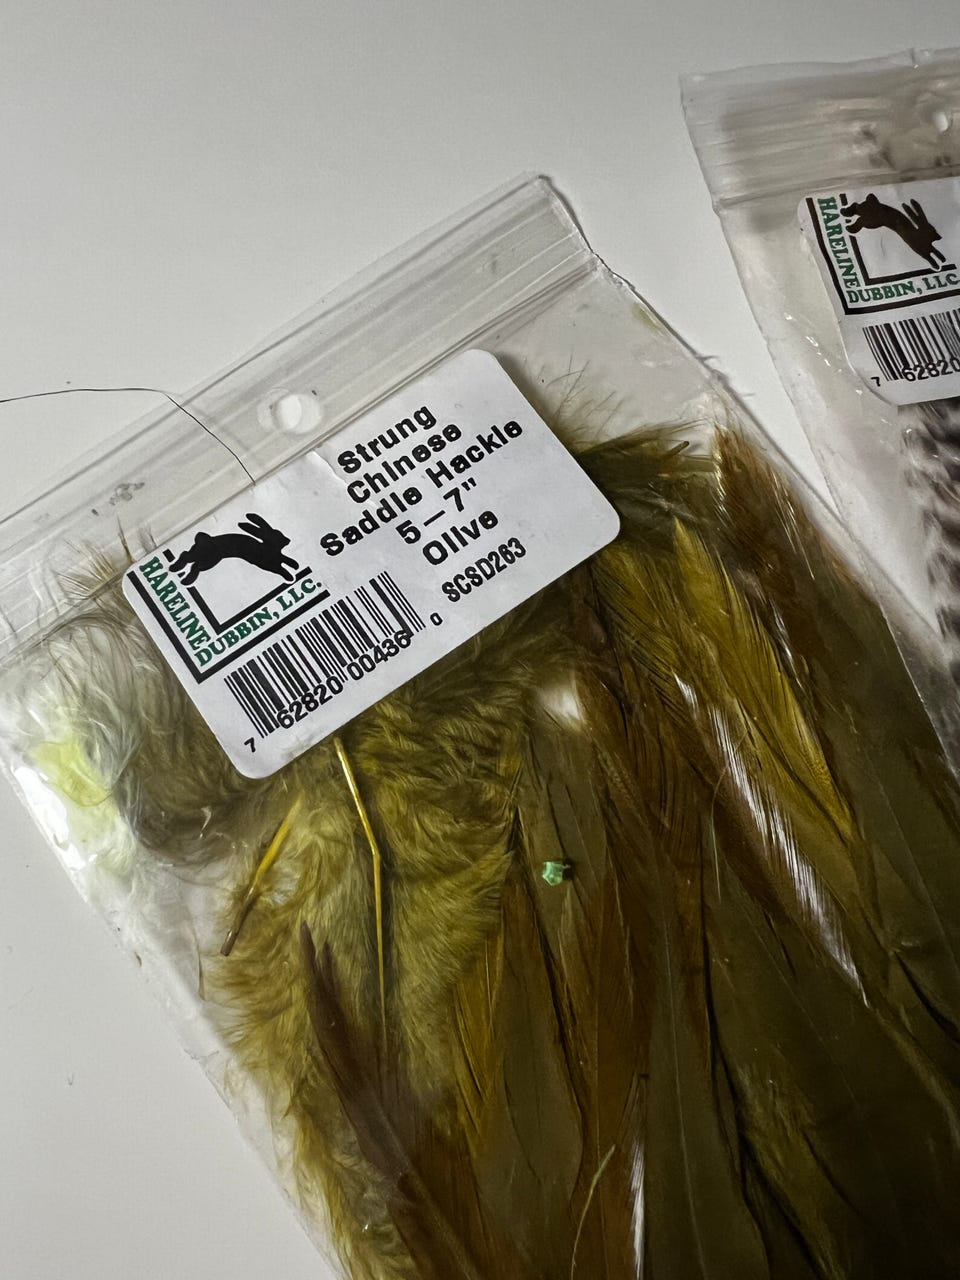 Strung
Chinese
Saddle Hackle
5–7"
Olive
SCSD263
HARELINE
DUBBIN, LLC.
7 62820 00436 0
HARELINE
DUBBIN, LLC.
7 62820